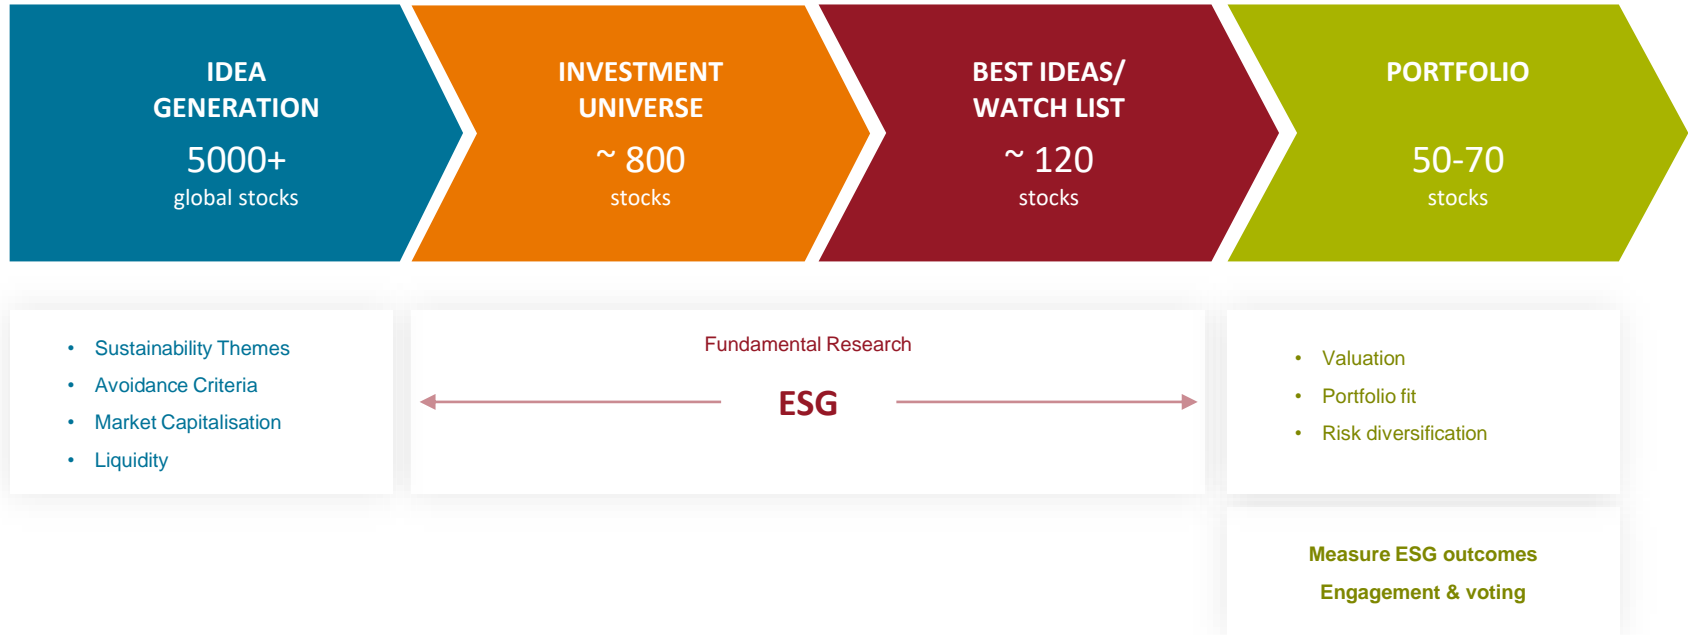 IDEA
GENERATION
5000+
global stocks
INVESTMENT
UNIVERSE
~ 800
stocks
BEST IDEAS/
WATCH LIST
~ 120
stocks
PORTFOLIO
50-70
stocks
• Sustainability Themes
• Avoidance Criteria
• Market Capitalisation
• Liquidity
Fundamental Research
ESG
• Valuation
• Portfolio fit
• Risk diversification
Measure ESG outcomes
Engagement & voting